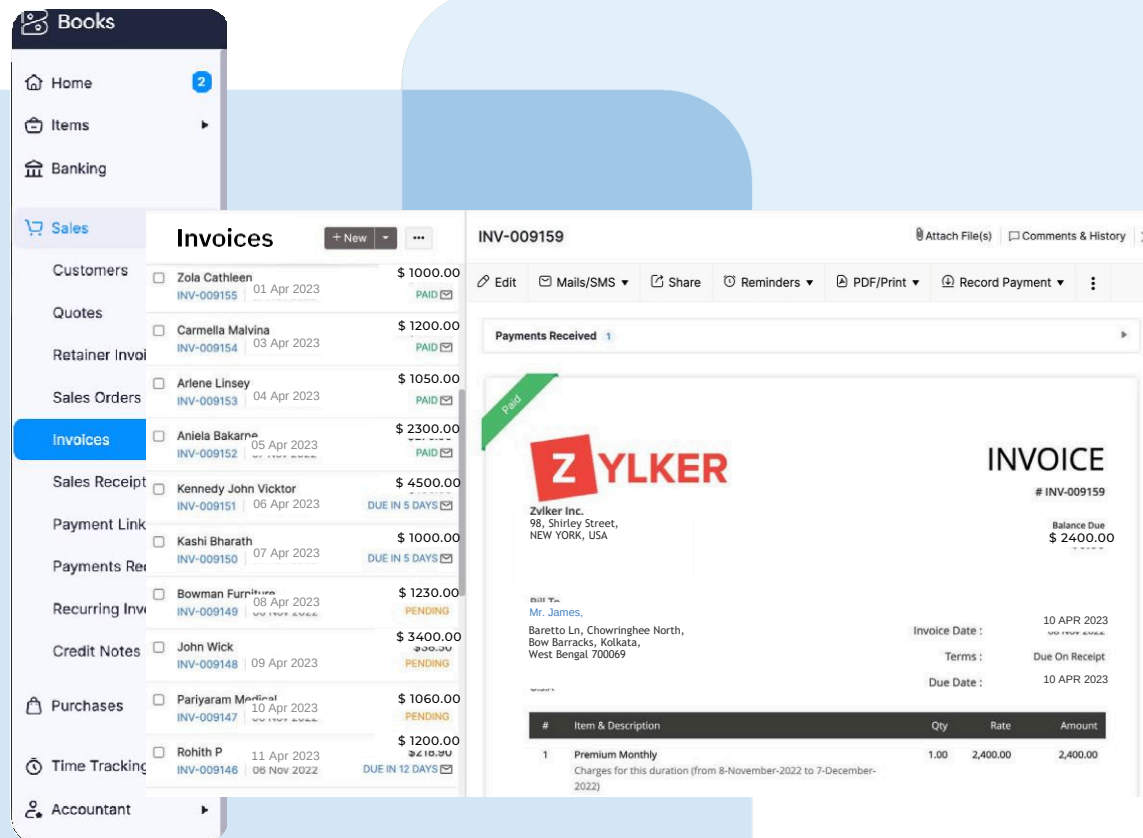 Books
Home 2
Items
Banking
Sales
Customers
Quotes
Retainer Invoi
Sales Orders
Invoices
Sales Receipt
Payment Link
Payments Rec
Recurring Inv
Credit Notes
Purchases
Time Tracking
Accountant
Invoices
+ New
Zola Cathleen $ 1000.00
INV-009155 01 Apr 2023 PAID
Carmella Malvina $ 1200.00
INV-009154 03 Apr 2023 PAID
Arlene Linsey $ 1050.00
INV-009153 04 Apr 2023 PAID
Aniela Bakarne $ 2300.00
INV-009152 05 Apr 2023 PAID
Kennedy John Vicktor $ 4500.00
INV-009151 06 Apr 2023 DUE IN 5 DAYS
Kashi Bharath $ 1000.00
INV-009150 07 Apr 2023 DUE IN 5 DAYS
Bowman Furniture $ 1230.00
INV-009149 08 Apr 2023 PENDING
John Wick $ 3400.00
INV-009148 09 Apr 2023 PENDING
Pariyaram Medical $ 1060.00
INV-009147 10 Apr 2023 PENDING
Rohith P 11 Apr 2023 $ 1200.00
INV-009146 06 Nov 2022 DUE IN 12 DAYS
INV-009159
Attach File(s) Comments & History
Edit Mails/SMS Share Reminders PDF/Print Record Payment
Payments Received 1
Paid
ZYLKER
INVOICE
# INV-009159
Zylker Inc.
98, Shirley Street,
NEW YORK, USA
Balance Due
$ 2400.00
Bill To
Mr. James,
Baretto Ln, Chowringhee North,
Bow Barracks, Kolkata,
West Bengal 700069
Invoice Date : 10 APR 2023
Terms : Due On Receipt
Due Date : 10 APR 2023
# Item & Description Qty Rate Amount
1 Premium Monthly 1.00 2,400.00 2,400.00
Charges for this duration (from 8-November-2022 to 7-December-
2022)